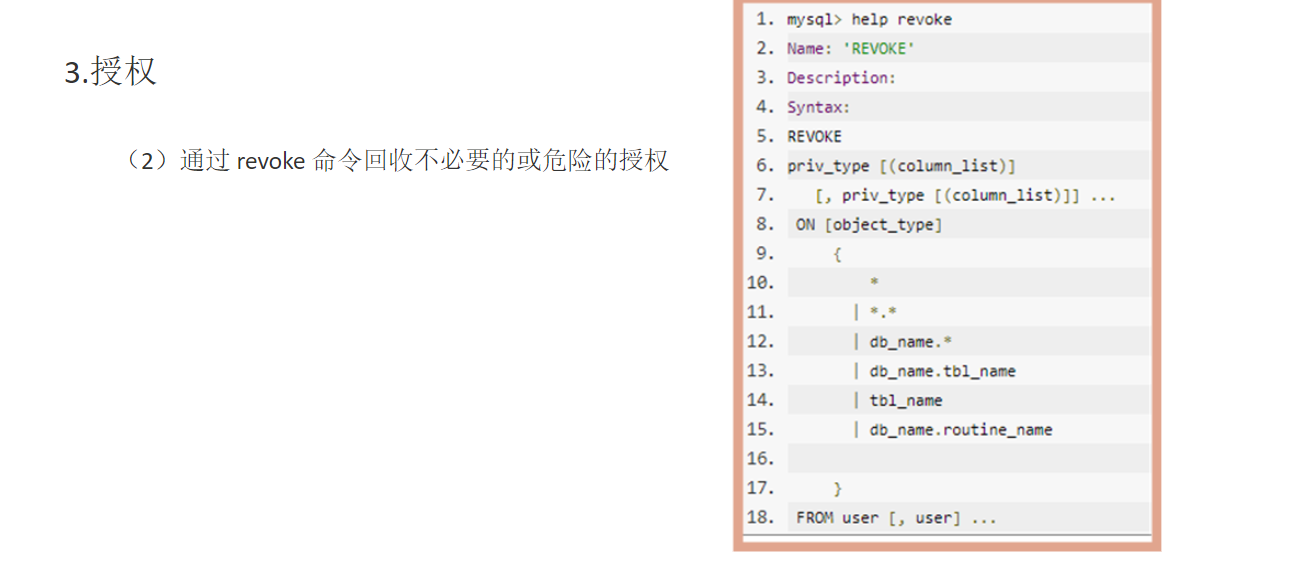 3.授权
（2）通过 revoke 命令回收不必要的或危险的授权
1. mysql> help revoke
2. Name: 'REVOKE'
3. Description:
4. Syntax:
5. REVOKE
6. priv_type [(column_list)]
7. [, priv_type [(column_list)]] ...
8. ON [object_type]
9. {
10. *
11. | *.*
12. | db_name.*
13. | db_name.tbl_name
14. | tbl_name
15. | db_name.routine_name
16.
17. }
18. FROM user [, user] ...